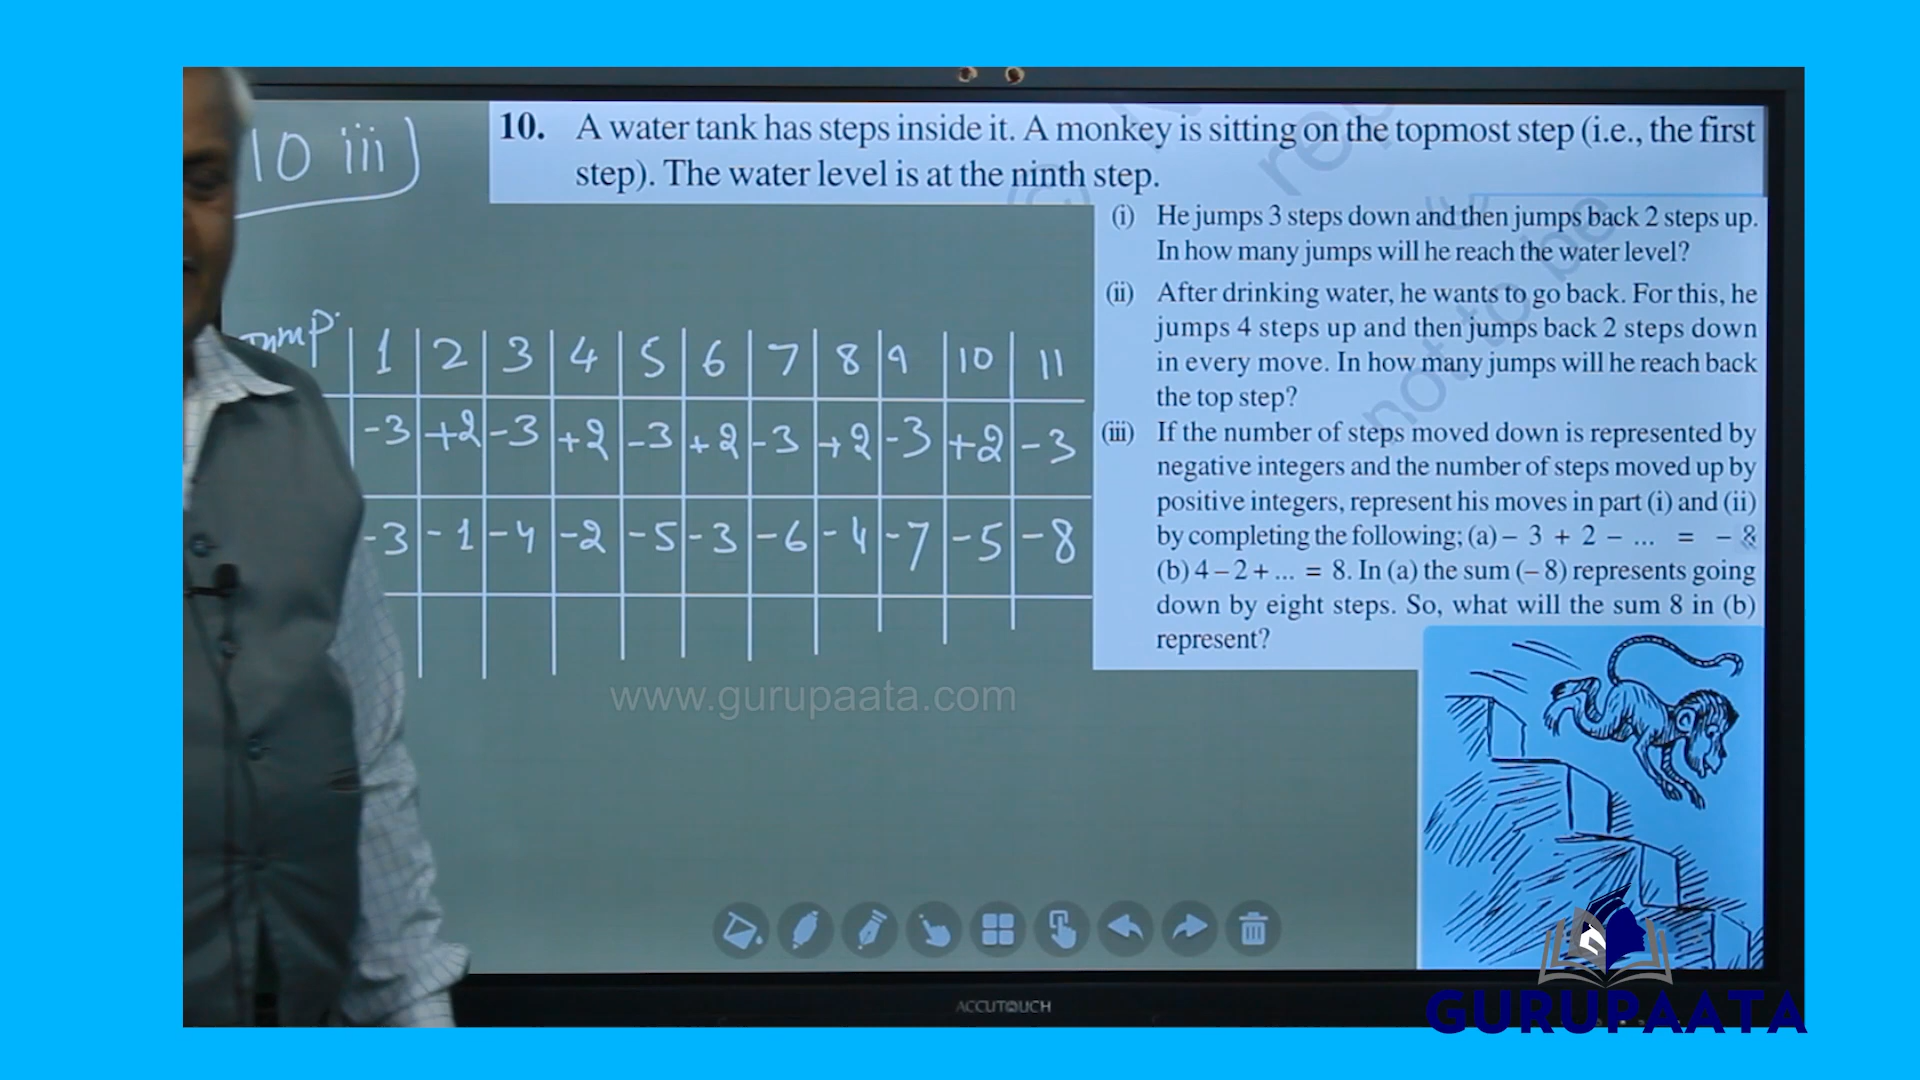 10 iii)
10. A water tank has steps inside it. A monkey is sitting on the topmost step (i.e., the first
step). The water level is at the ninth step.
(i) He jumps 3 steps down and then jumps back 2 steps up.
In how many jumps will he reach the water level?
(ii) After drinking water, he wants to go back. For this, he
jumps 4 steps up and then jumps back 2 steps down
in every move. In how many jumps will he reach back
the top step?
(iii) If the number of steps moved down is represented by
negative integers and the number of steps moved up by
positive integers, represent his moves in part (i) and (ii)
by completing the following; (a) – 3 + 2 – ... = – 8
(b) 4 – 2 + ... = 8. In (a) the sum (– 8) represents going
down by eight steps. So, what will the sum 8 in (b)
represent?
1 2 3 4 5 6 7 8 9 10 11
-3 +2 -3 +2 -3 +2 -3 +2 -3 +2 -3
-3 -1 -4 -2 -5 -3 -6 -4 -7 -5 -8
www.gurupaata.com
not to be
ACCUTOUCH
GURUPAATA